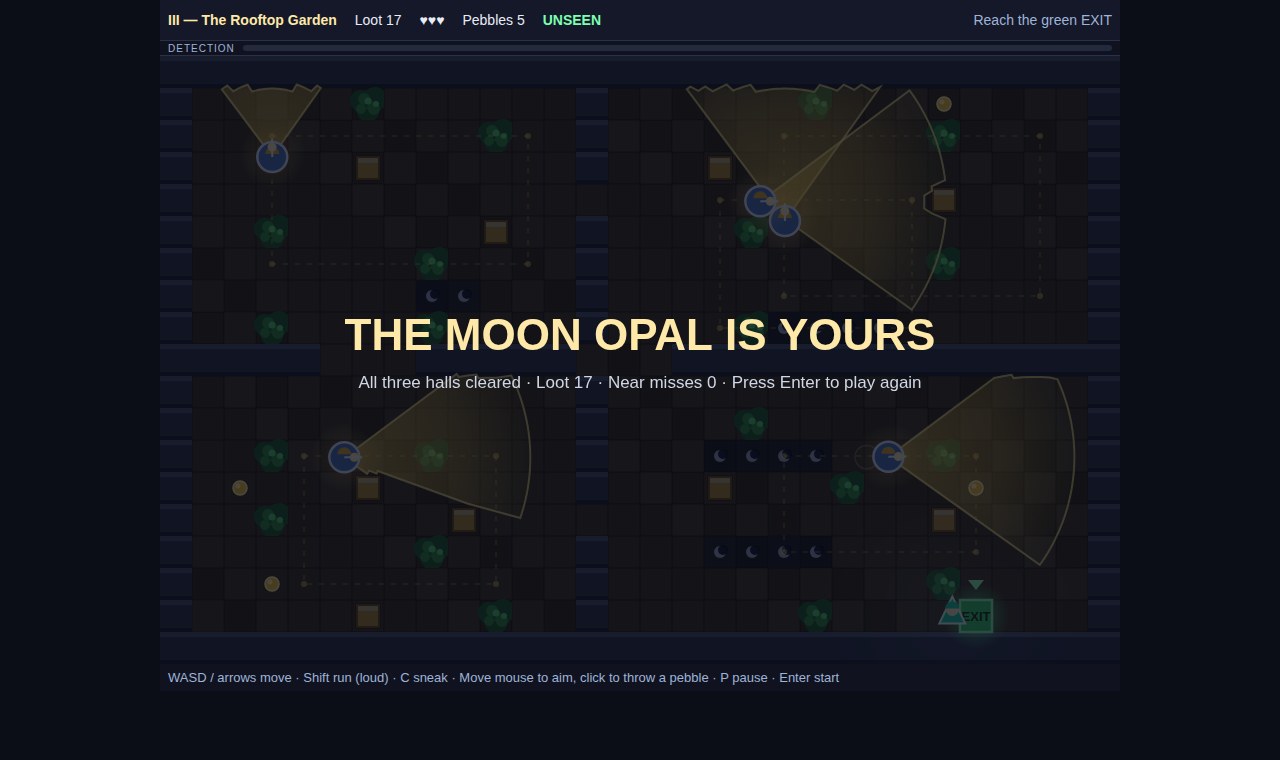 III — The Rooftop Garden Loot 17 ♥♥♥ Pebbles 5 UNSEEN Reach the green EXIT
DETECTION
THE MOON OPAL IS YOURS
All three halls cleared · Loot 17 · Near misses 0 · Press Enter to play again
EXIT
WASD / arrows move · Shift run (loud) · C sneak · Move mouse to aim, click to throw a pebble · P pause · Enter start